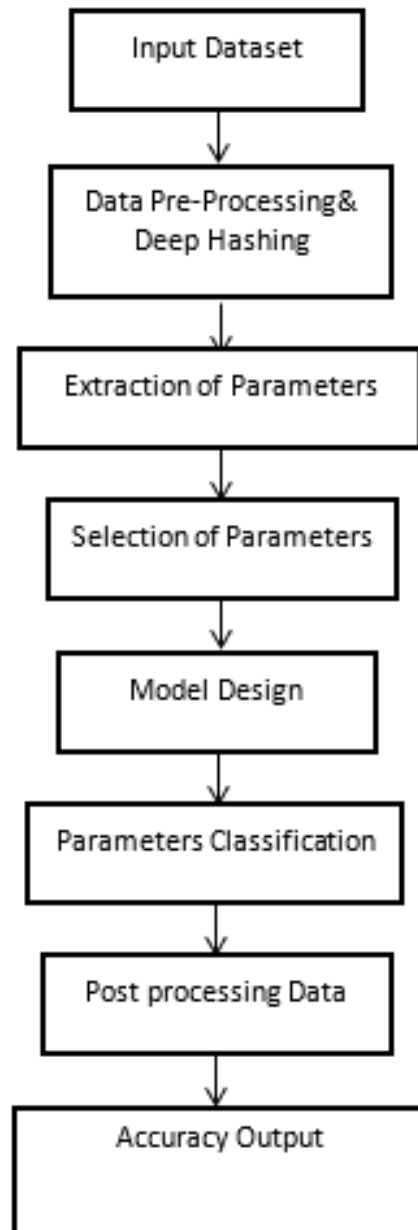 Input Dataset
Data Pre-Processing&
Deep Hashing
Extraction of Parameters
Selection of Parameters
Model Design
Parameters Classification
Post processing Data
Accuracy Output